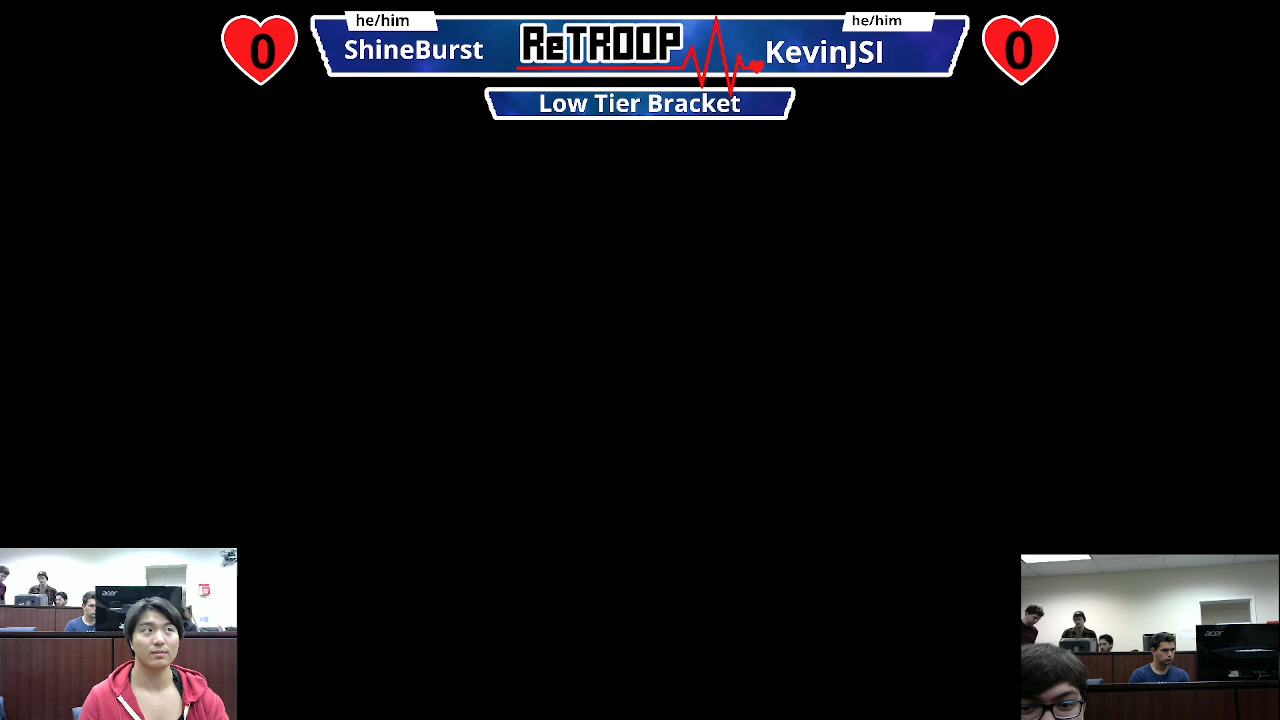 he/him
he/him
0
ShineBurst
ReTROOP
KevinJSI
0
Low Tier Bracket
acer
acer